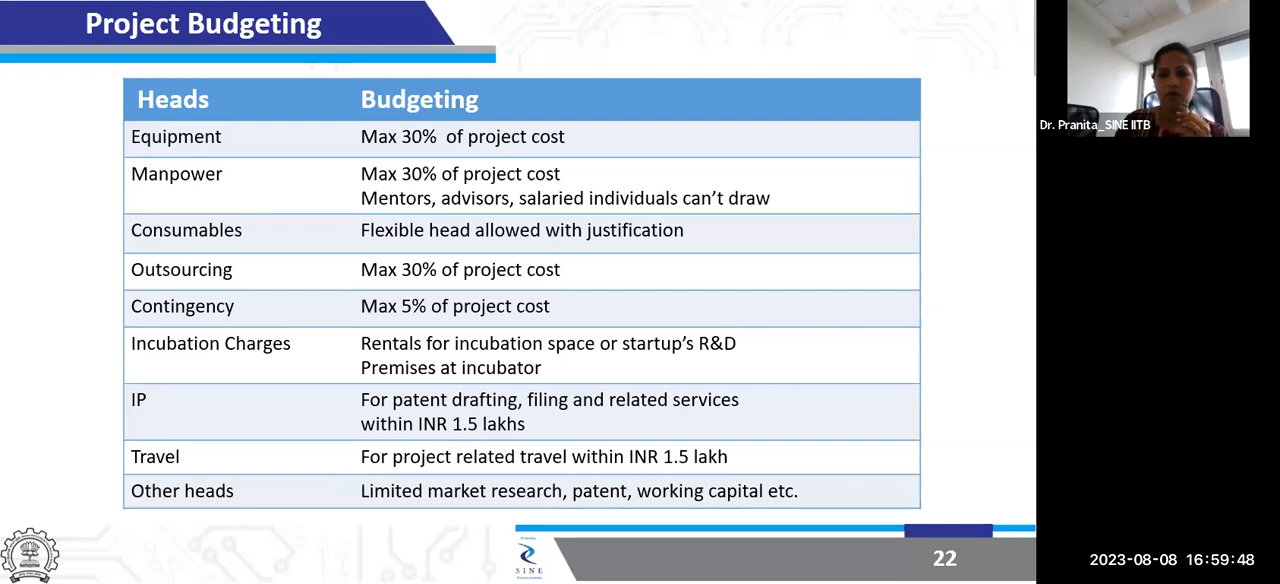 Project Budgeting
Heads Budgeting
Equipment Max 30% of project cost
Manpower Max 30% of project cost
Mentors, advisors, salaried individuals can't draw
Consumables Flexible head allowed with justification
Outsourcing Max 30% of project cost
Contingency Max 5% of project cost
Incubation Charges Rentals for incubation space or startup's R&D
Premises at incubator
IP For patent drafting, filing and related services
within INR 1.5 lakhs
Travel For project related travel within INR 1.5 lakh
Other heads Limited market research, patent, working capital etc.
Dr. Pranita_SINE IITB
SINE
22
2023-08-08 16:59:48